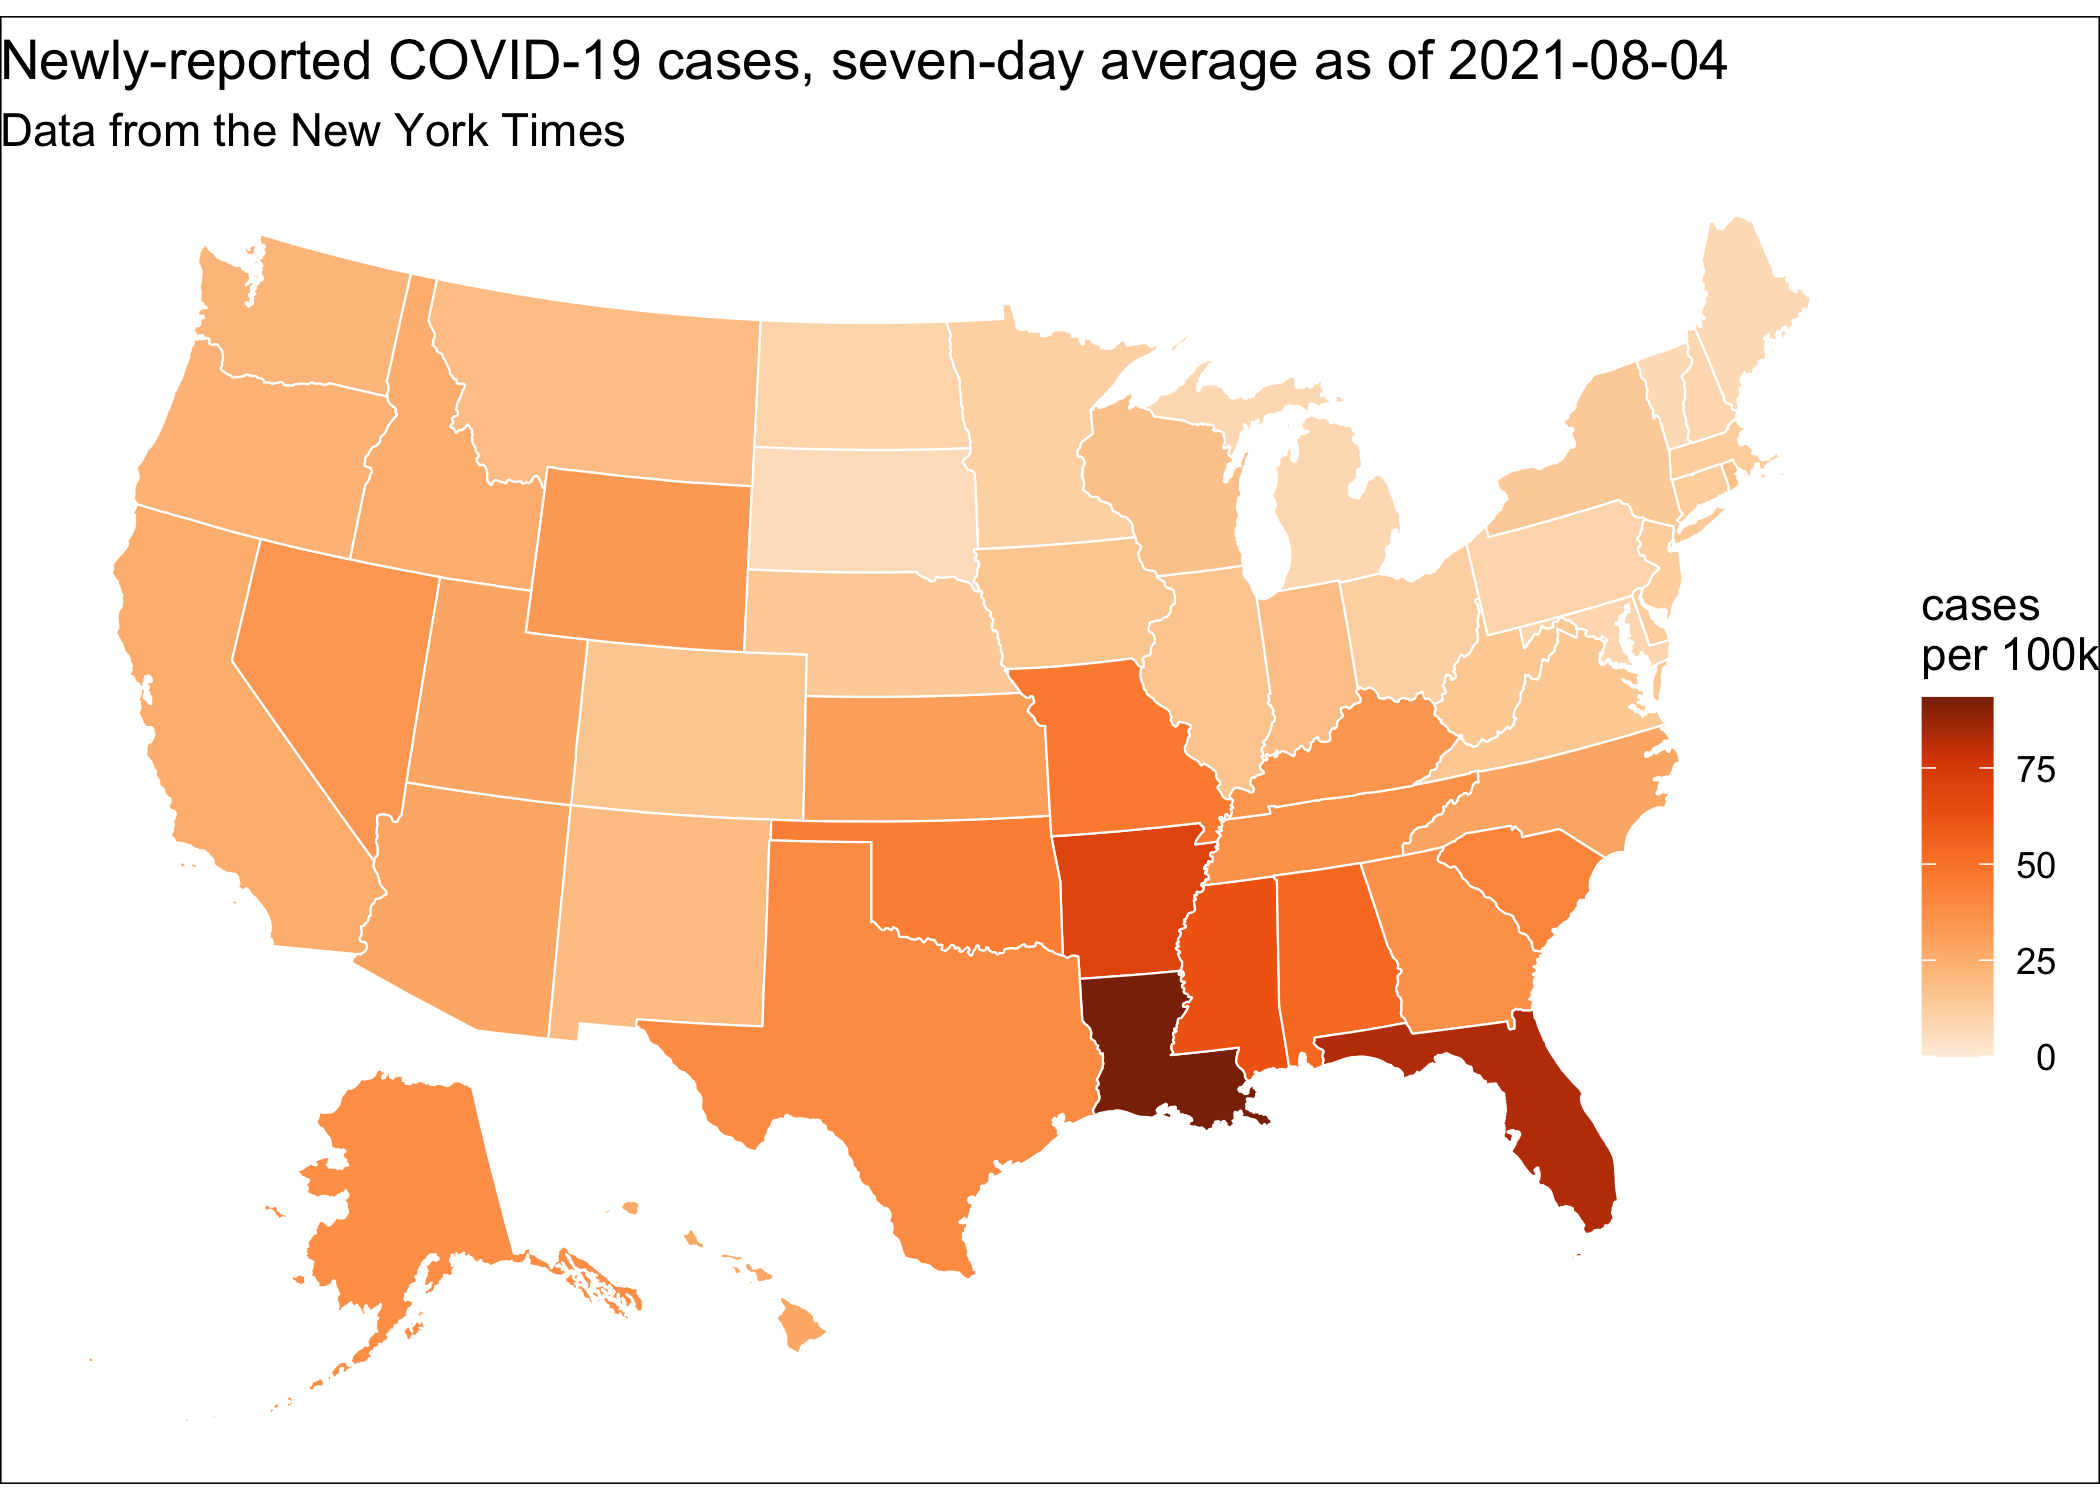 Newly-reported COVID-19 cases, seven-day average as of 2021-08-04
Data from the New York Times
cases
per 100k
75
50
25
0